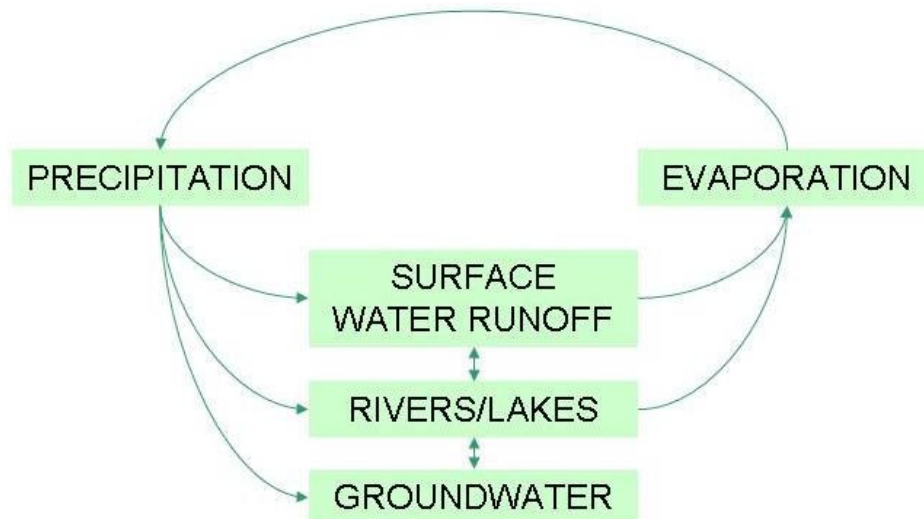 PRECIPITATION
EVAPORATION
SURFACE
WATER RUNOFF
RIVERS/LAKES
GROUNDWATER